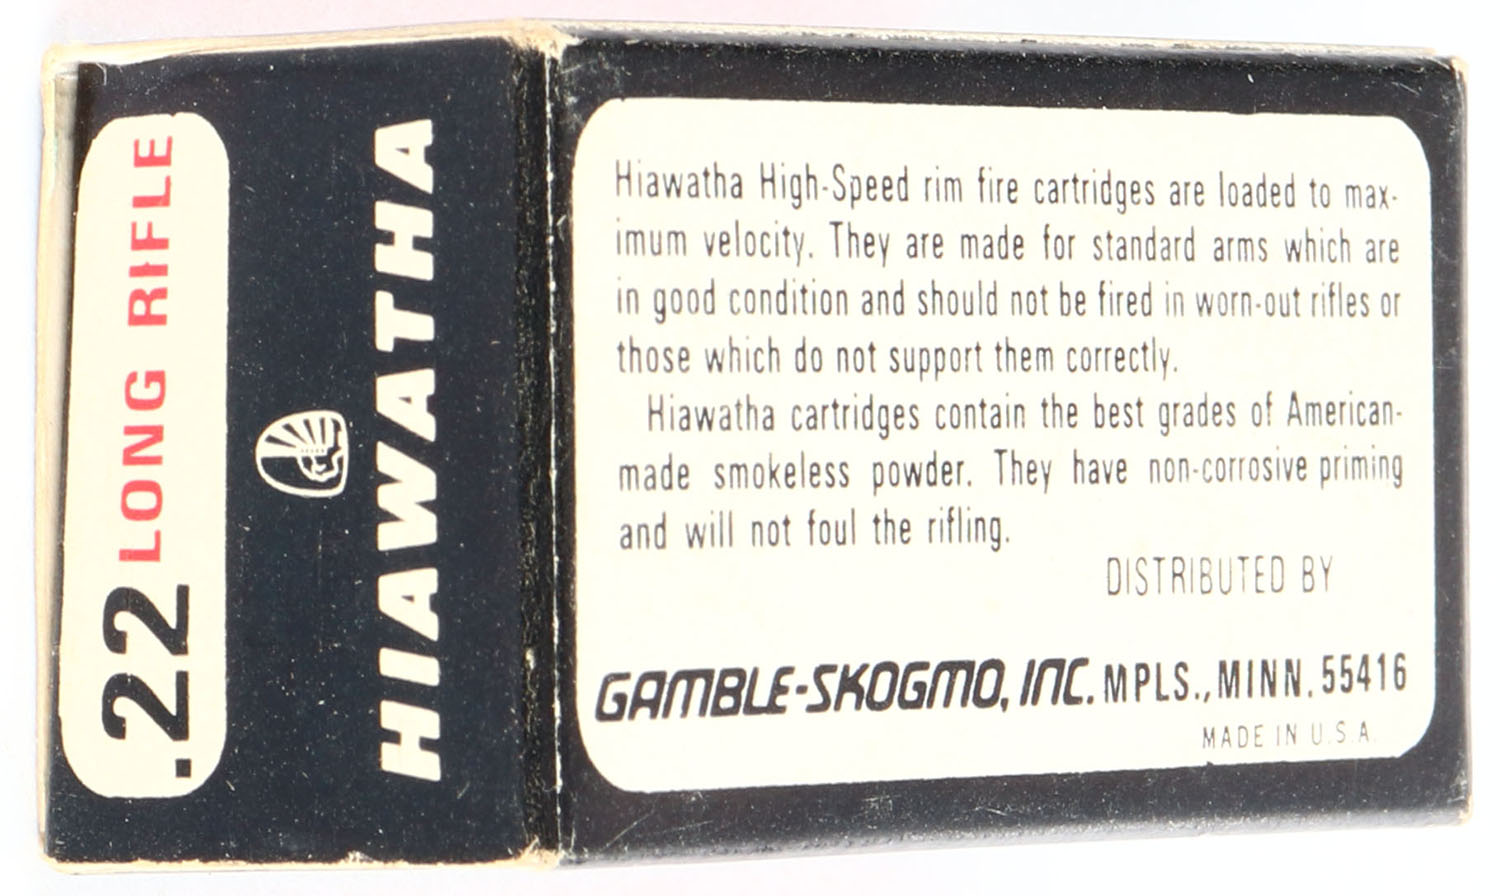 .22 LONG RIFLE
HIAWATHA
Hiawatha High-Speed rim fire cartridges are loaded to max-
imum velocity. They are made for standard arms which are
in good condition and should not be fired in worn-out rifles or
those which do not support them correctly.
Hiawatha cartridges contain the best grades of American-
made smokeless powder. They have non-corrosive priming
and will not foul the rifling.
DISTRIBUTED BY
GAMBLE-SKOGMO, INC. MPLS., MINN. 55416
MADE IN U.S.A.